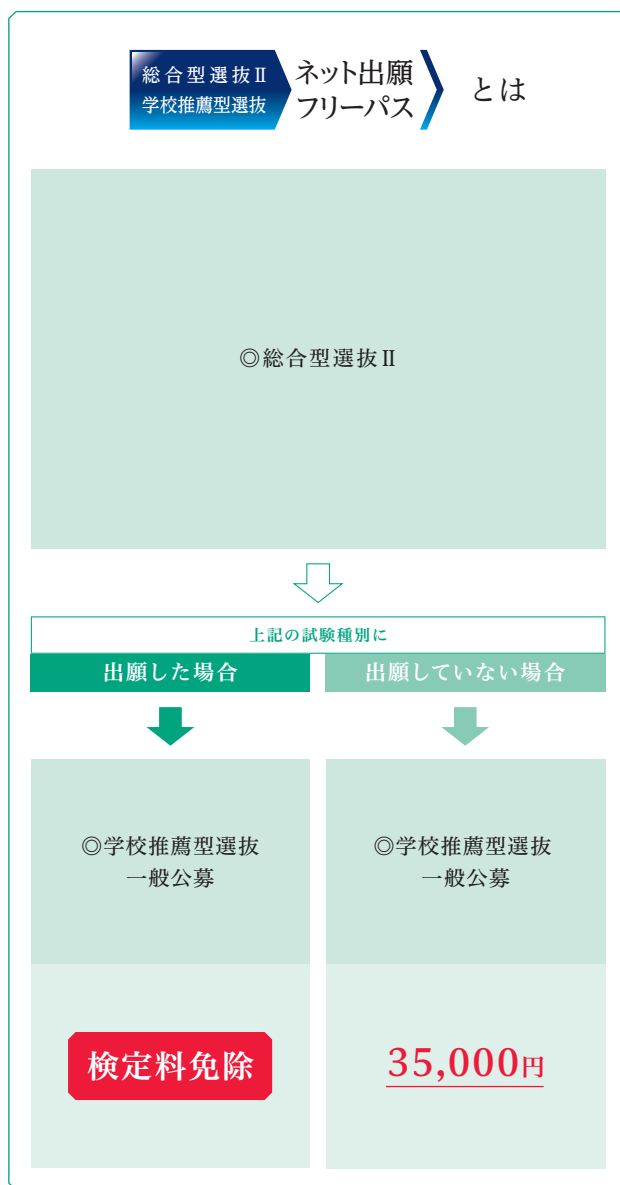 総合型選抜Ⅱ
学校推薦型選抜
ネット出願
フリーパス
とは
◎総合型選抜Ⅱ
上記の試験種別に
出願した場合
出願していない場合
◎学校推薦型選抜
一般公募
◎学校推薦型選抜
一般公募
検定料免除
35,000円